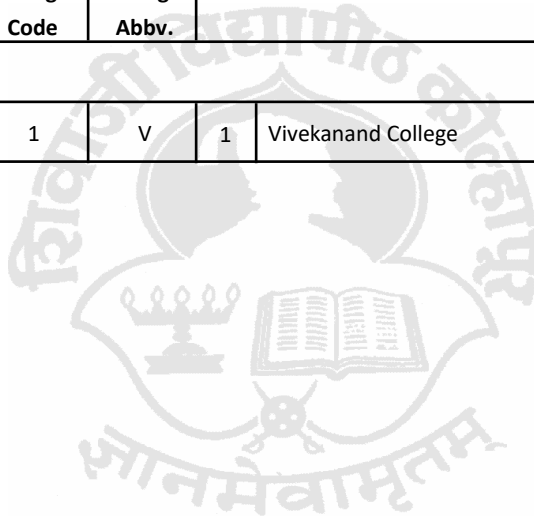 Code Abbv.
1 V 1 Vivekanand College
शिवाजी विद्यापीठ कोल्हापूर
ज्ञानमेवामृतम्